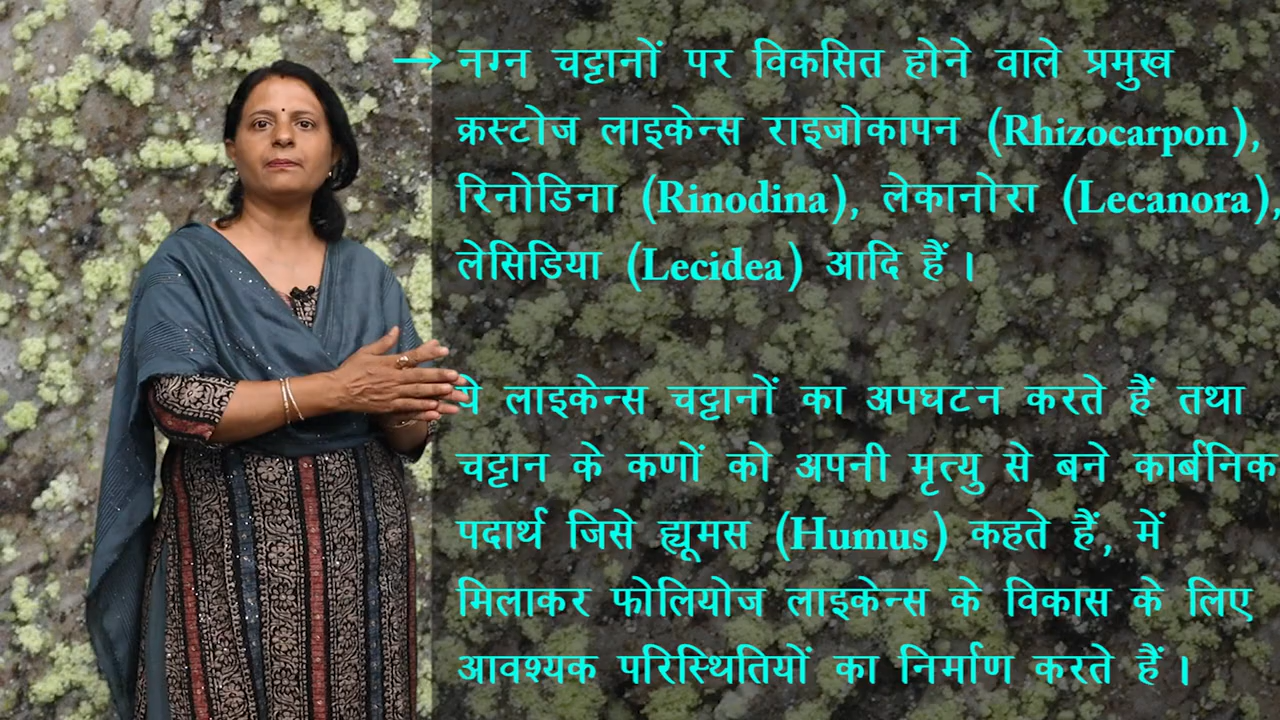 → नग्न चट्टानों पर विकसित होने वाले प्रमुख
क्रस्टोज लाइकेन्स राइजोकापन (Rhizocarpon),
रिनोडिना (Rinodina), लेकानोरा (Lecanora),
लेसिडिया (Lecidea) आदि हैं ।
ये लाइकेन्स चट्टानों का अपघटन करते हैं तथा
चट्टान के कणों को अपनी मृत्यु से बने कार्बनिक
पदार्थ जिसे ह्यूमस (Humus) कहते हैं, में
मिलाकर फोलियोज लाइकेन्स के विकास के लिए
आवश्यक परिस्थितियों का निर्माण करते हैं ।